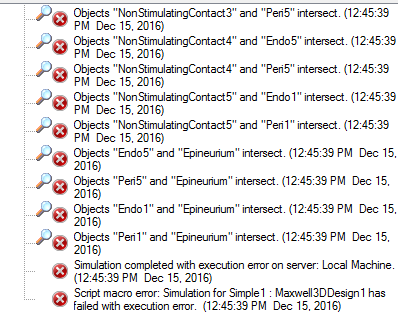 Objects "NonStimulatingContact3" and "Peri5" intersect. (12:45:39
PM  Dec 15, 2016)
Objects "NonStimulatingContact4" and "Endo5" intersect. (12:45:39
PM  Dec 15, 2016)
Objects "NonStimulatingContact4" and "Peri5" intersect. (12:45:39
PM  Dec 15, 2016)
Objects "NonStimulatingContact5" and "Endo1" intersect. (12:45:39
PM  Dec 15, 2016)
Objects "NonStimulatingContact5" and "Peri1" intersect. (12:45:39
PM  Dec 15, 2016)
Objects "Endo5" and "Epineurium" intersect. (12:45:39 PM  Dec 15,
2016)
Objects "Peri5" and "Epineurium" intersect. (12:45:39 PM  Dec 15,
2016)
Objects "Endo1" and "Epineurium" intersect. (12:45:39 PM  Dec 15,
2016)
Objects "Peri1" and "Epineurium" intersect. (12:45:39 PM  Dec 15,
2016)
Simulation completed with execution error on server: Local Machine.
(12:45:39 PM  Dec 15, 2016)
Script macro error: Simulation for Simple1 : Maxwell3DDesign1 has
failed with execution error.  (12:45:39 PM  Dec 15, 2016)